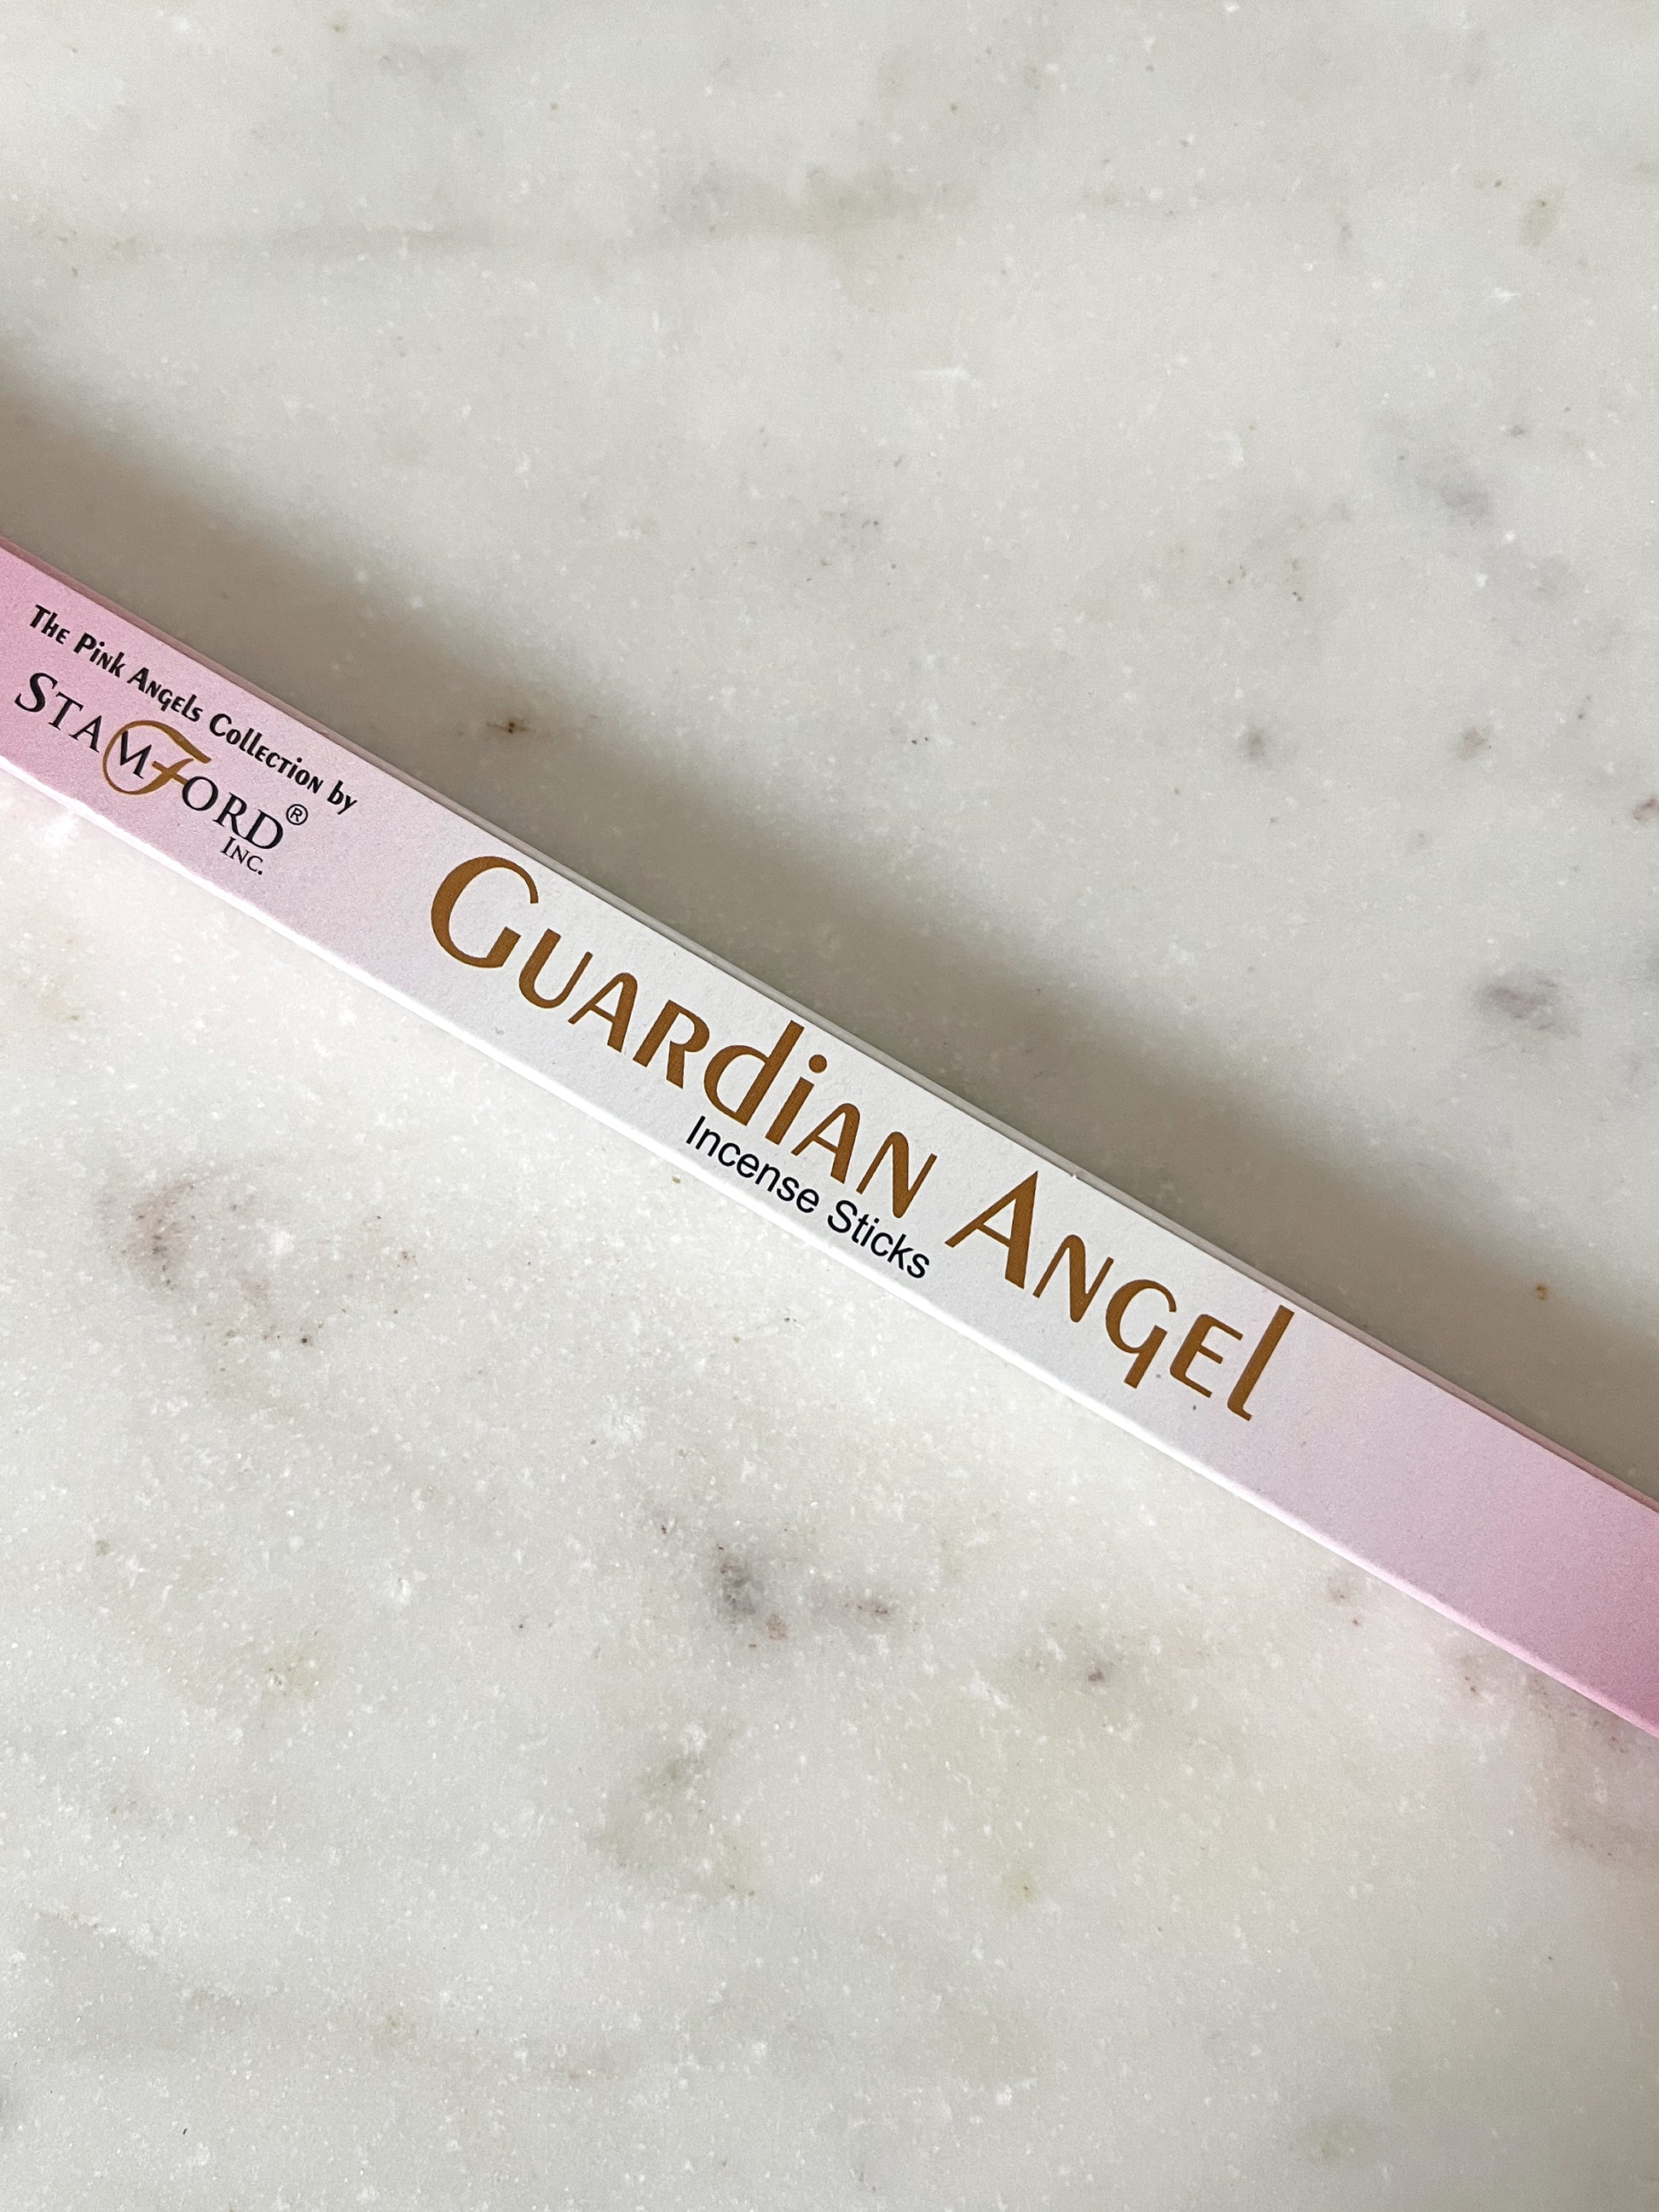 The Pink Angels Collection by
STAMFORD®
INC.
Guardian Angel
Incense Sticks